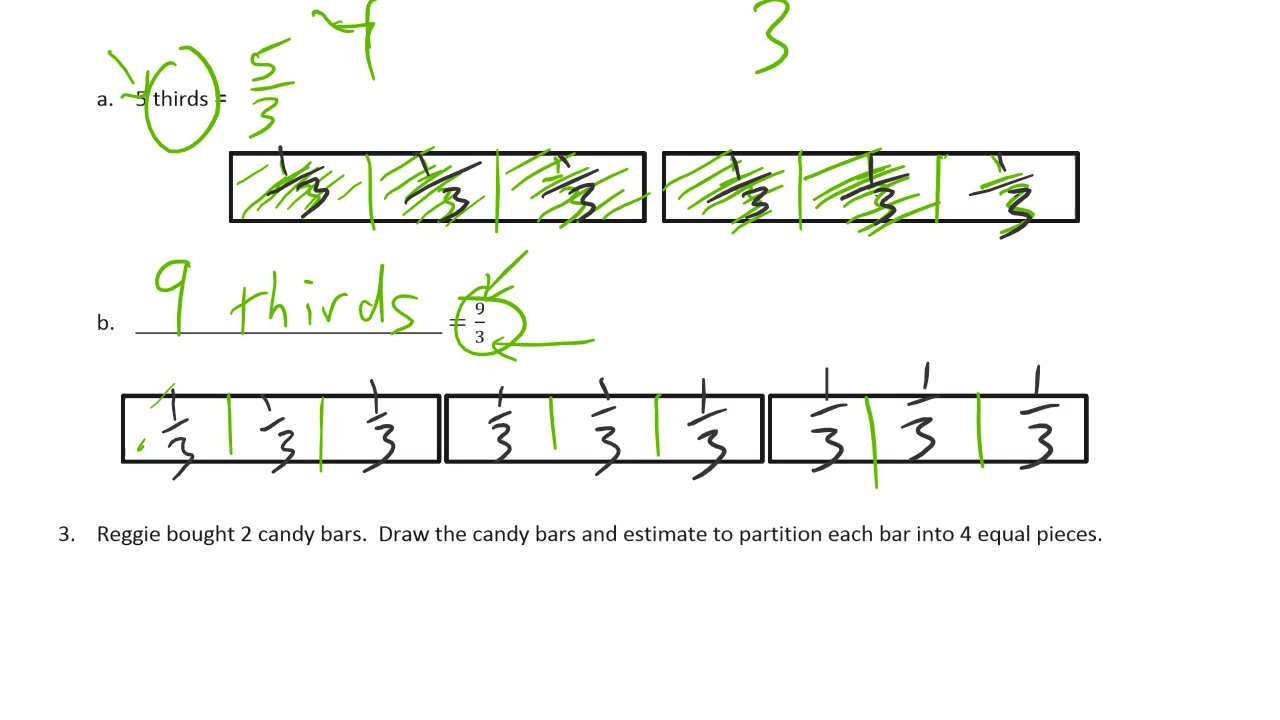 4 3
a. 5 thirds = 5/3
1/3 1/3 1/3 1/3 1/3 1/3
b. 9 thirds = 9/3
1/3 1/3 1/3 1/3 1/3 1/3 1/3 1/3 1/3
3. Reggie bought 2 candy bars. Draw the candy bars and estimate to partition each bar into 4 equal pieces.